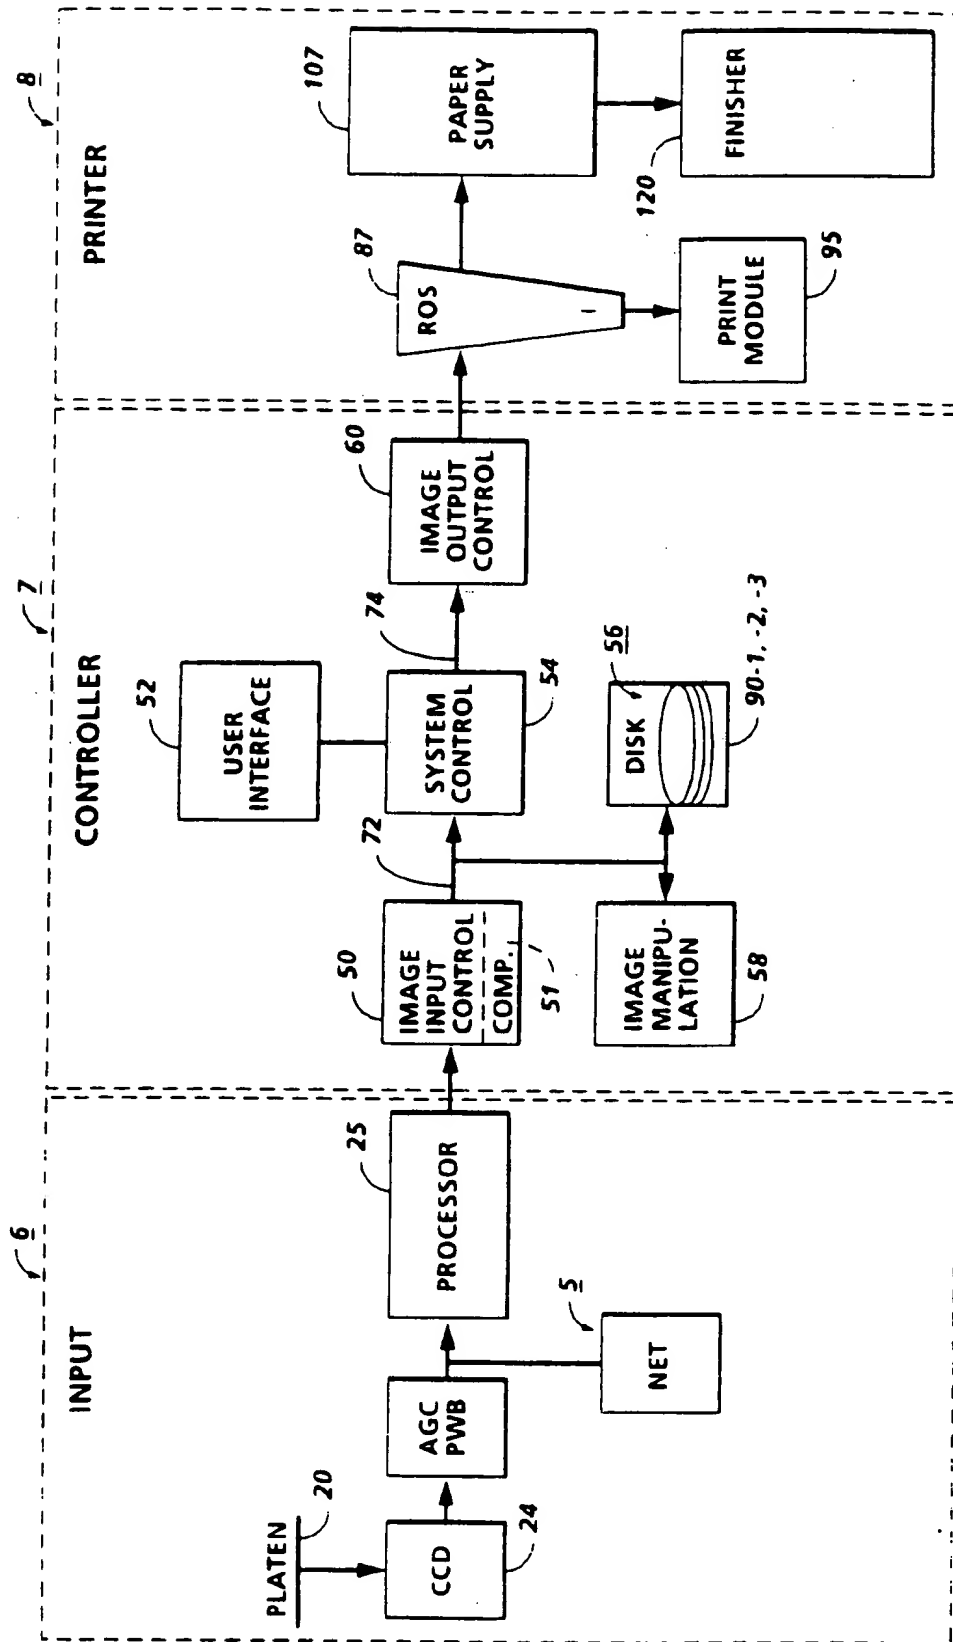 6
INPUT
PLATEN
20
CCD
24
AGC
PWB
NET
5
PROCESSOR
25
7
CONTROLLER
IMAGE
INPUT
CONTROL
COMP.
50
51
72
USER
INTERFACE
52
SYSTEM
CONTROL
54
74
IMAGE
MANIPU-
LATION
58
DISK
56
90-1, -2, -3
IMAGE
OUTPUT
CONTROL
60
8
PRINTER
ROS
87
PRINT
MODULE
95
PAPER
SUPPLY
107
FINISHER
120